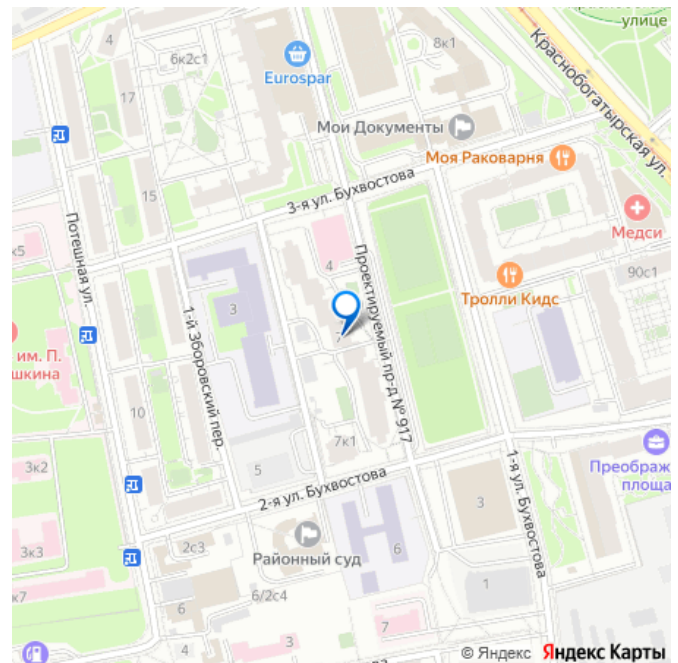 Краснобогатырской
улице
4
6к2с1
8к1
Eurospar
17
Краснобогатырская ул.
Мои Документы
Моя Раковарня
15
3-я ул. Бухвостова
Медси
к5
4
Потешная ул.
Проектируемый пр-д № 917
90с1
Тролли Кидс
3
1-й Зборовский пер.
7
им. П.
шкина
10
7к1
3к2
5
Преображ
площа
2-я ул. Бухвостова
1-я ул. Бухвостова
3
3к3
2с3
Районный суд
6
к7
6
6/2с4
1
7
4
3
© Яндекс Яндекс Карты